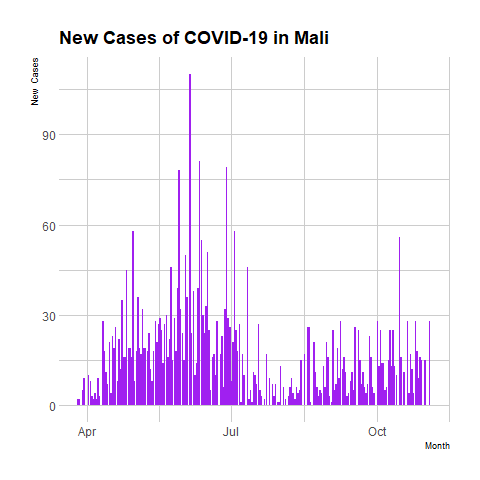 New Cases of COVID-19 in Mali
New Cases
90
60
30
0
Apr Jul Oct
Month